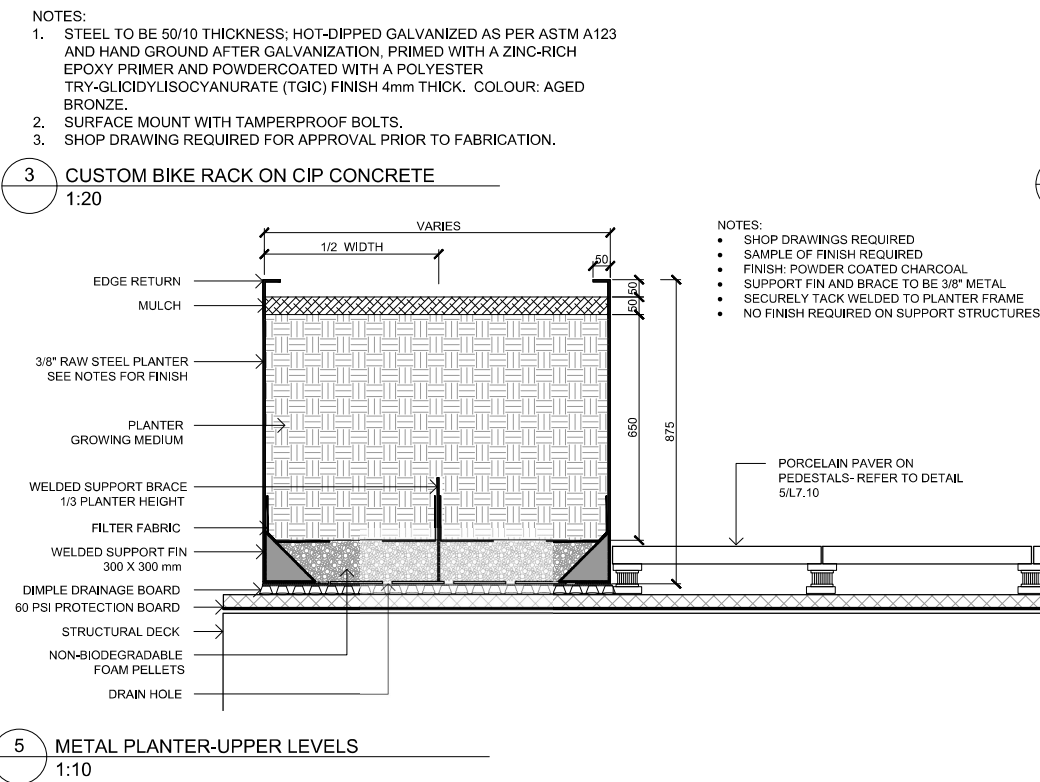 NOTES:
1. STEEL TO BE 50/10 THICKNESS; HOT-DIPPED GALVANIZED AS PER ASTM A123
AND HAND GROUND AFTER GALVANIZATION, PRIMED WITH A ZINC-RICH
EPOXY PRIMER AND POWDERCOATED WITH A POLYESTER
TRY-GLICIDYLISOCYANURATE (TGIC) FINISH 4mm THICK. COLOUR: AGED
BRONZE.
2. SURFACE MOUNT WITH TAMPERPROOF BOLTS.
3. SHOP DRAWING REQUIRED FOR APPROVAL PRIOR TO FABRICATION.
3 CUSTOM BIKE RACK ON CIP CONCRETE
1:20
VARIES
1/2 WIDTH
50
50
50
650
875
EDGE RETURN
MULCH
3/8" RAW STEEL PLANTER
SEE NOTES FOR FINISH
PLANTER
GROWING MEDIUM
WELDED SUPPORT BRACE
1/3 PLANTER HEIGHT
FILTER FABRIC
WELDED SUPPORT FIN
300 X 300 mm
DIMPLE DRAINAGE BOARD
60 PSI PROTECTION BOARD
STRUCTURAL DECK
NON-BIODEGRADABLE
FOAM PELLETS
DRAIN HOLE
NOTES:
• SHOP DRAWINGS REQUIRED
• SAMPLE OF FINISH REQUIRED
• FINISH: POWDER COATED CHARCOAL
• SUPPORT FIN AND BRACE TO BE 3/8" METAL
• SECURELY TACK WELDED TO PLANTER FRAME
• NO FINISH REQUIRED ON SUPPORT STRUCTURES
PORCELAIN PAVER ON
PEDESTALS- REFER TO DETAIL
5/L7.10
5 METAL PLANTER-UPPER LEVELS
1:10